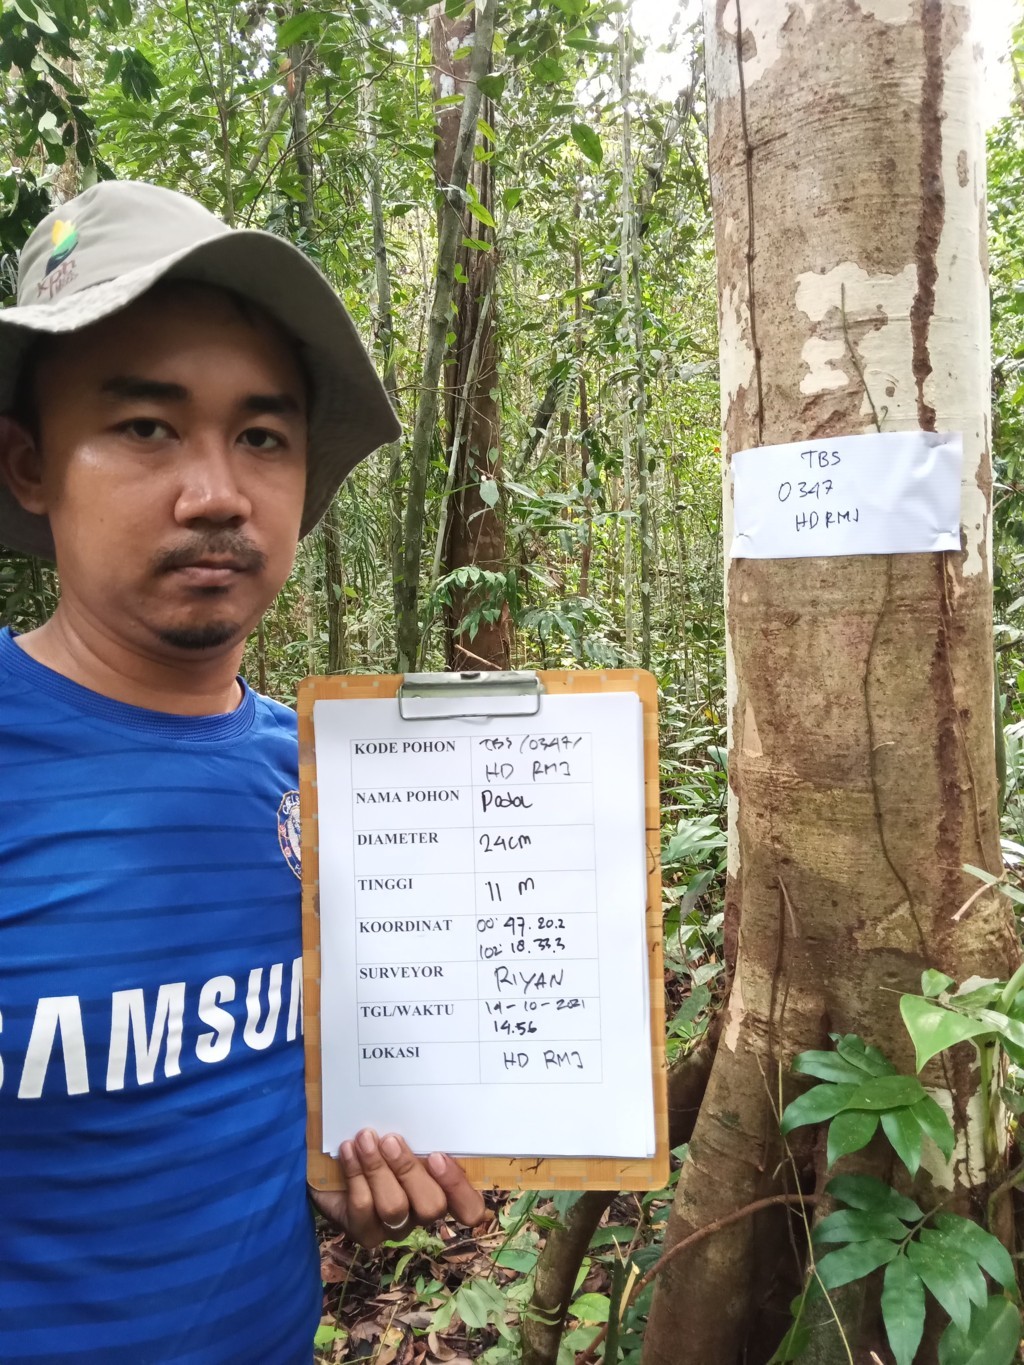 kph
TBS
0347
HD RMJ
KODE POHON TBS/0347/
HD RMJ
NAMA POHON Pada
DIAMETER 24cm
TINGGI 11 M
KOORDINAT 00° 47. 20.2
102° 18. 33.3
SURVEYOR RIYAN
TGL/WAKTU 14-10-2021
14.56
LOKASI HD RMJ
SAMSUN